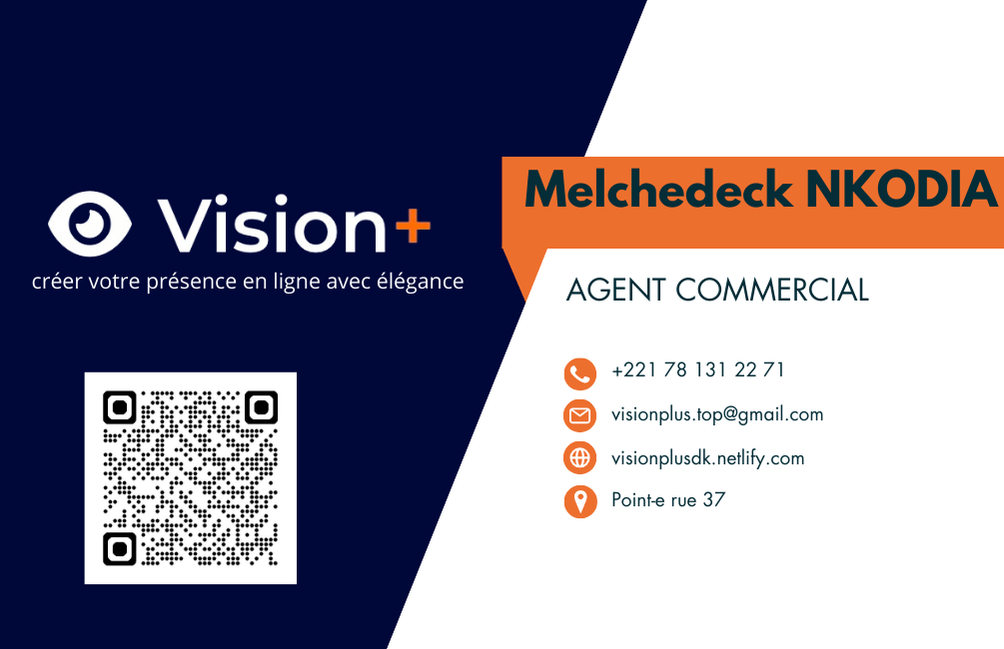 Vision+
créer votre présence en ligne avec élégance
Melchedeck NKODIA
AGENT COMMERCIAL
+221 78 131 22 71
visionplus.top@gmail.com
visionplusdk.netlify.com
Point-e rue 37